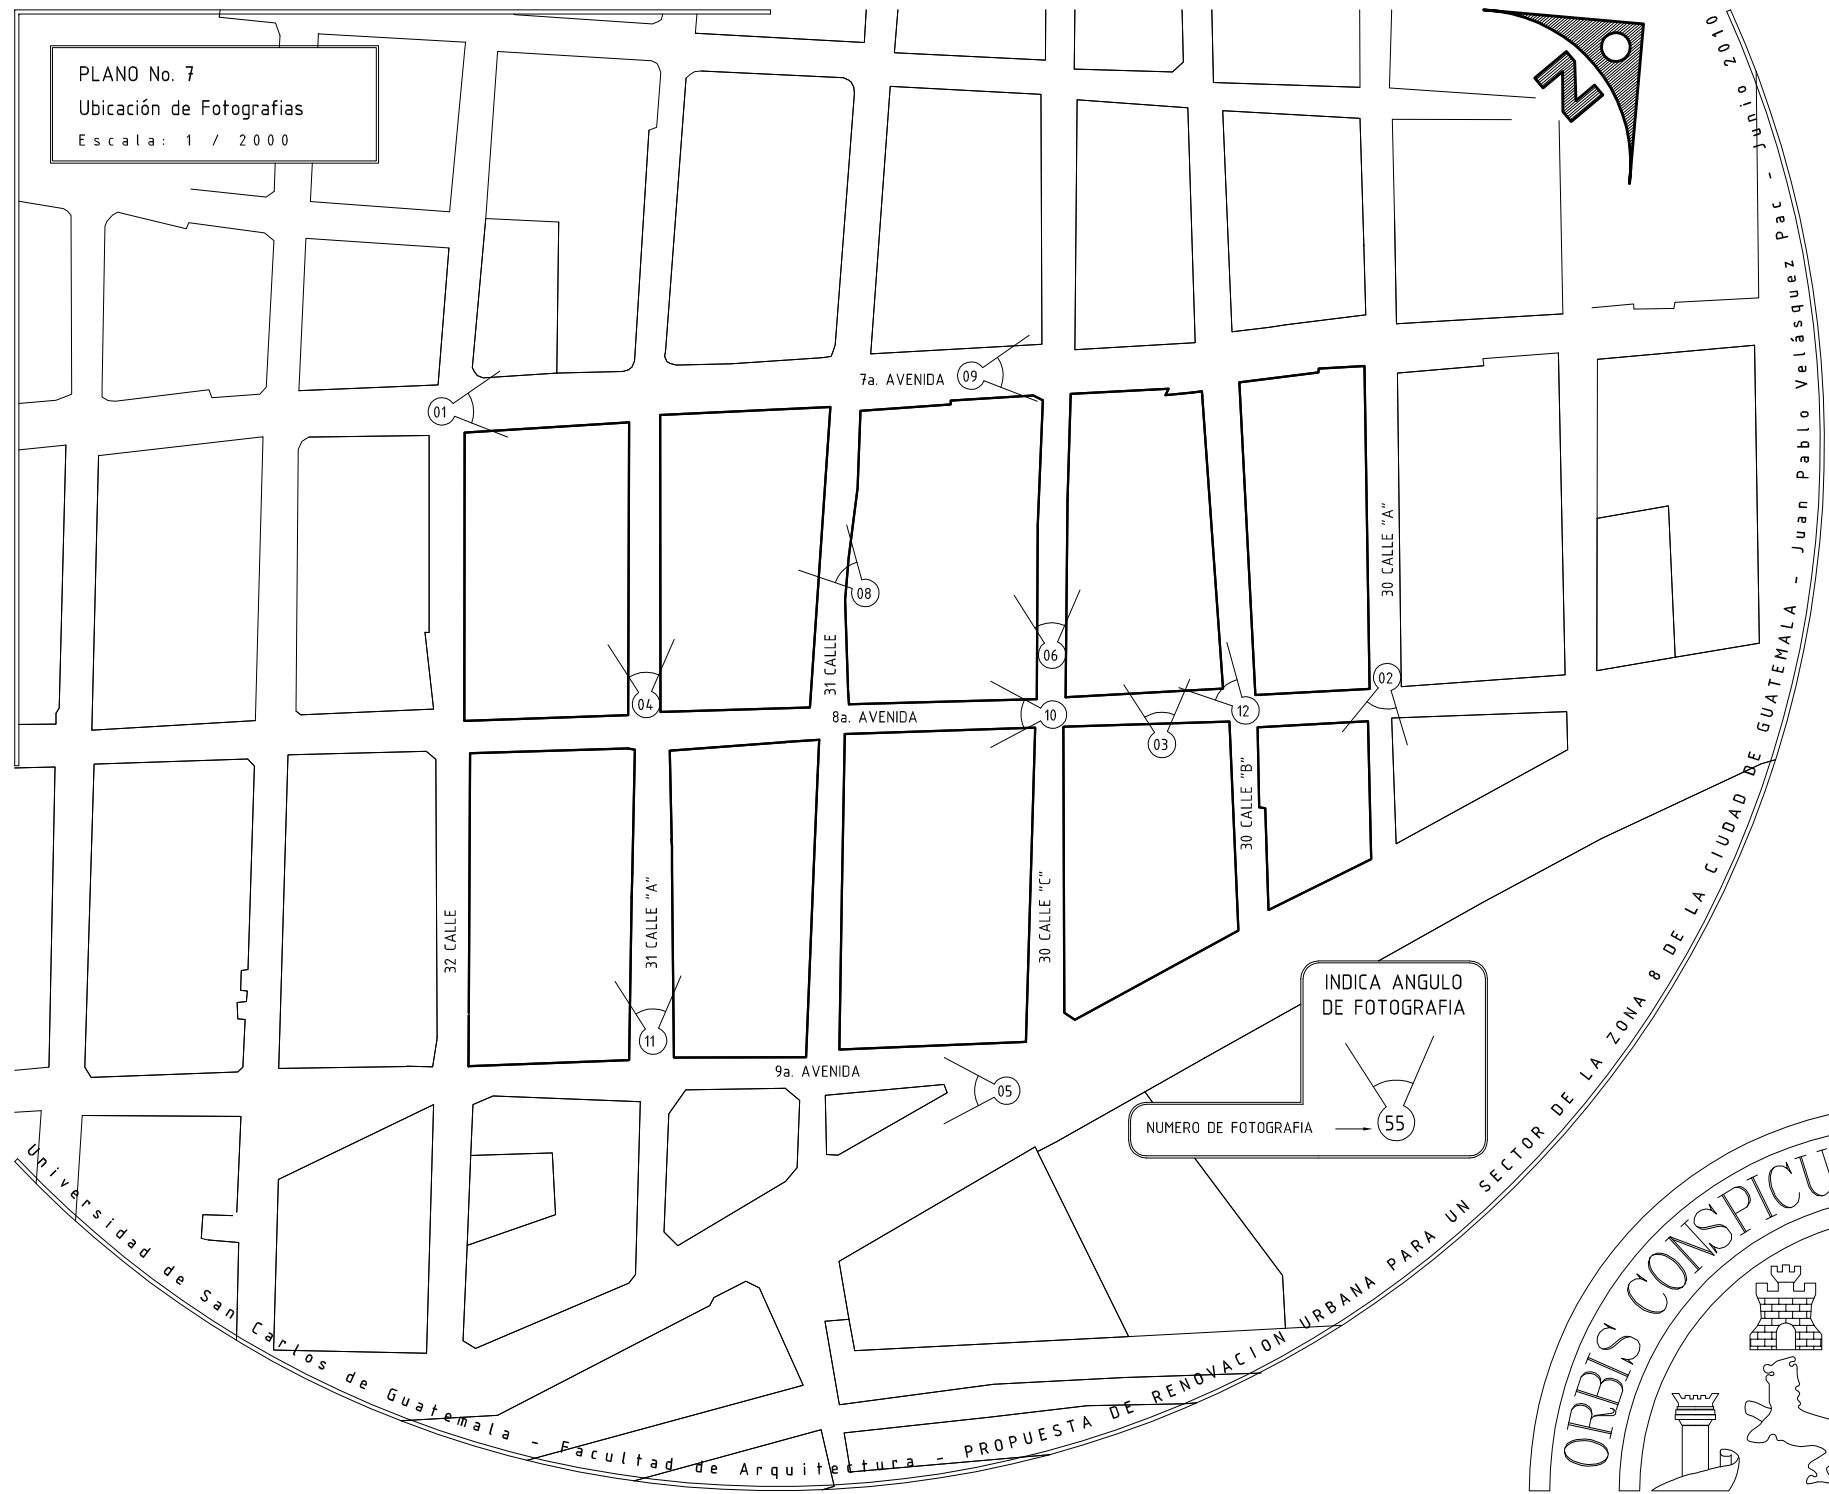 PLANO No. 7
Ubicación de Fotografias
Escala: 1 / 2000
N
7a. AVENIDA
09
01
30 CALLE "A"
08
31 CALLE
06
04
02
8a. AVENIDA
10
12
03
30 CALLE "B"
32 CALLE
31 CALLE "A"
30 CALLE "C"
11
9a. AVENIDA
05
INDICA ANGULO
DE FOTOGRAFIA
NUMERO DE FOTOGRAFIA
55
Universidad de San Carlos de Guatemala - Facultad de Arquitectura - PROPUESTA DE RENOVACION URBANA PARA UN SECTOR DE LA ZONA 8 DE LA CIUDAD DE GUATEMALA - Juan Pablo Velásquez Pac - Junio 2010
ORBIS CONSPICU